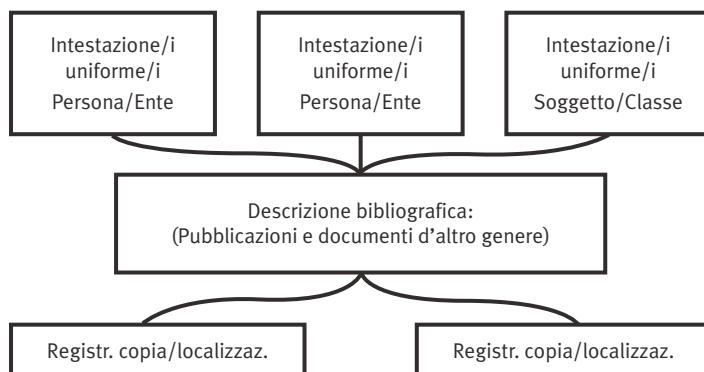 Intestazione/i
uniforme/i
Persona/Ente
Intestazione/i
uniforme/i
Persona/Ente
Intestazione/i
uniforme/i
Soggetto/Classe
Descrizione bibliografica:
(Pubblicazioni e documenti d’altro genere)
Registr. copia/localizzaz.
Registr. copia/localizzaz.